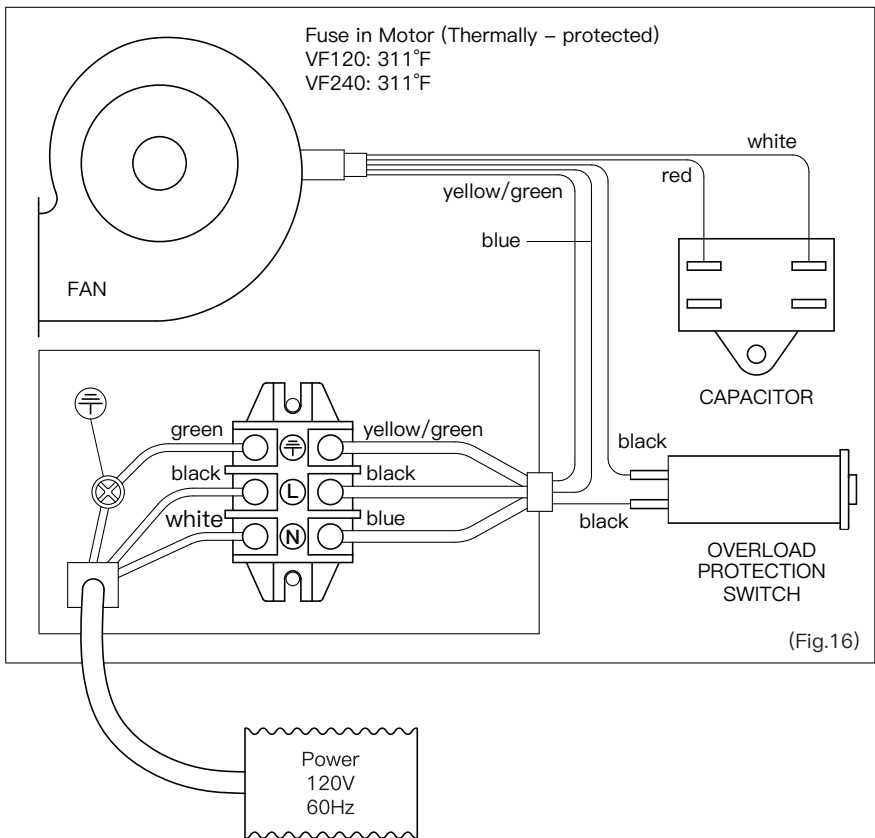 Fuse in Motor (Thermally – protected)
VF120: 311°F
VF240: 311°F
white
red
yellow/green
blue
FAN
CAPACITOR
green
yellow/green
black
L
black
white
N
blue
black
black
OVERLOAD
PROTECTION
SWITCH
(Fig.16)
Power
120V
60Hz